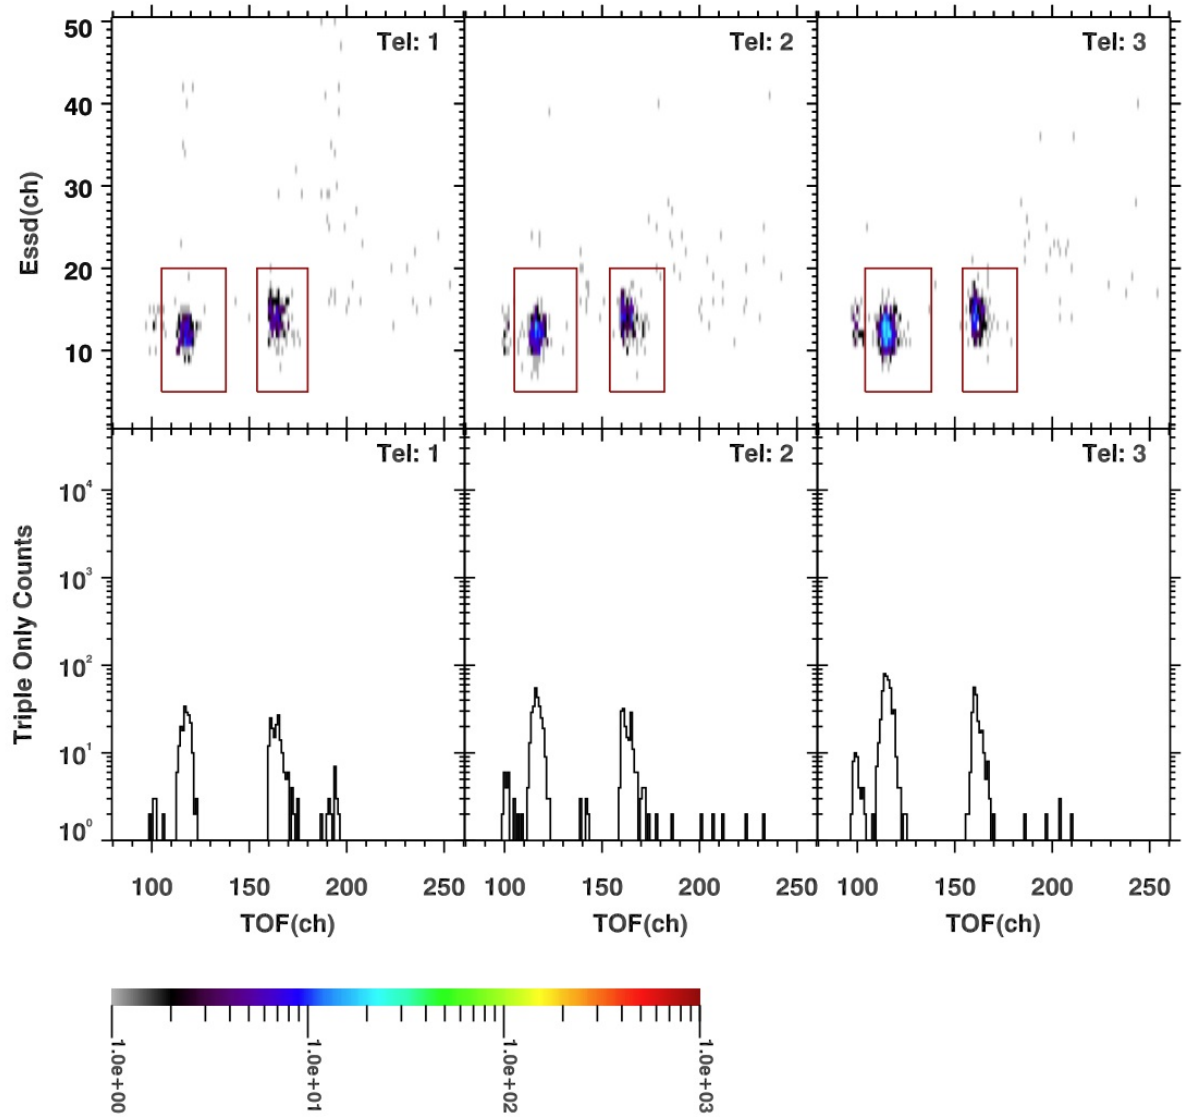 Tel: 1 Tel: 2 Tel: 3
50
40
30
20
10
Essd(ch)
Tel: 1 Tel: 2 Tel: 3
10⁴
10³
10²
10¹
10⁰
Triple Only Counts
100 150 200 250 100 150 200 250 100 150 200 250
TOF(ch) TOF(ch) TOF(ch)
1.0e+00 1.0e+01 1.0e+02 1.0e+03